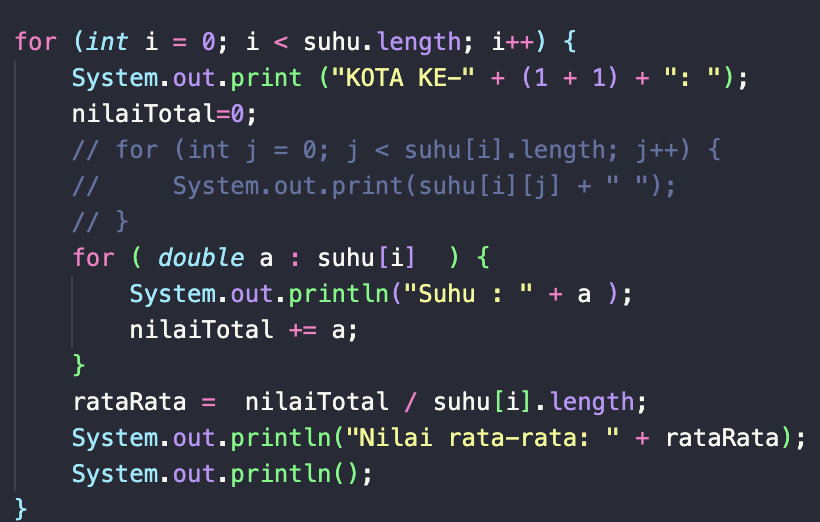 for (int i = 0; i < suhu.length; i++) {
    System.out.print ("KOTA KE-" + (1 + 1) + ": ");
    nilaiTotal=0;
    // for (int j = 0; j < suhu[i].length; j++) {
    //     System.out.print(suhu[i][j] + " ");
    // }
    for ( double a : suhu[i]  ) {
        System.out.println("Suhu : " + a );
        nilaiTotal += a;
    }
    rataRata =  nilaiTotal / suhu[i].length;
    System.out.println("Nilai rata-rata: " + rataRata);
    System.out.println();
}